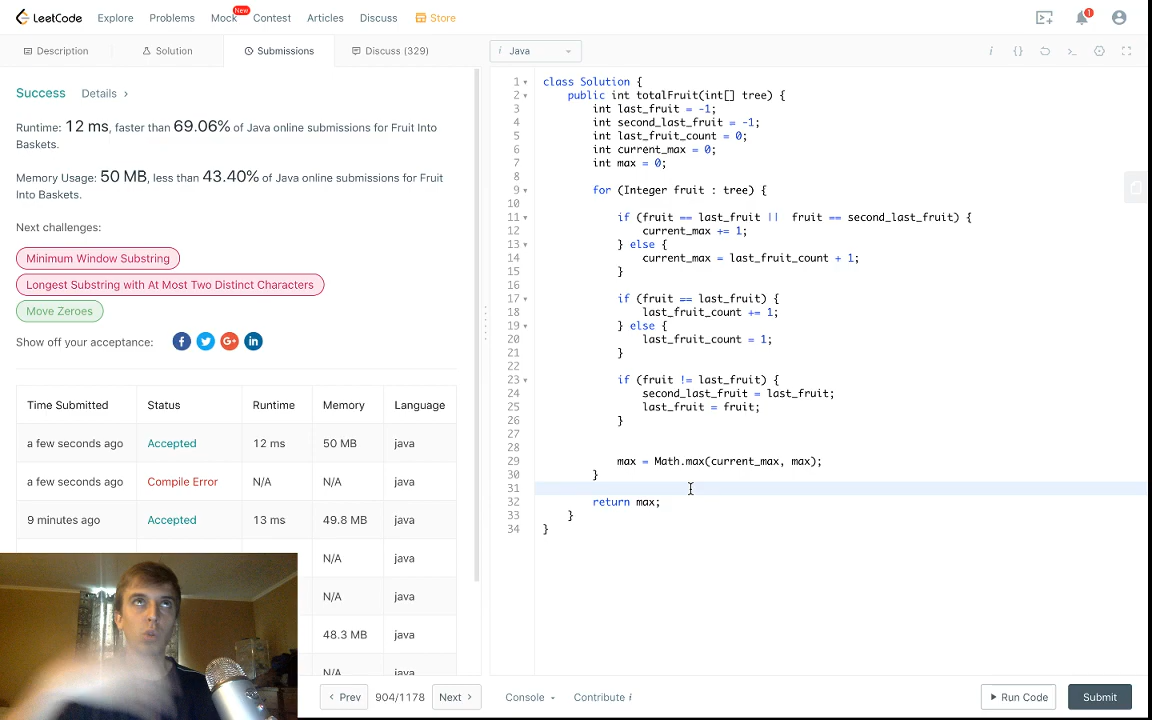 LeetCode Explore Problems Mock New Contest Articles Discuss Store 1
Description Solution Submissions Discuss (329)
Success Details >
Runtime: 12 ms, faster than 69.06% of Java online submissions for Fruit Into
Baskets.
Memory Usage: 50 MB, less than 43.40% of Java online submissions for Fruit
Into Baskets.
Next challenges:
Minimum Window Substring
Longest Substring with At Most Two Distinct Characters
Move Zeroes
Show off your acceptance: f G+ in
Time Submitted Status Runtime Memory Language
a few seconds ago Accepted 12 ms 50 MB java
a few seconds ago Compile Error N/A N/A java
9 minutes ago Accepted 13 ms 49.8 MB java
N/A java
N/A java
48.3 MB java
N/A java
i Java i {}
1 class Solution {
2 public int totalFruit(int[] tree) {
3 int last_fruit = -1;
4 int second_last_fruit = -1;
5 int last_fruit_count = 0;
6 int current_max = 0;
7 int max = 0;
8
9 for (Integer fruit : tree) {
10
11 if (fruit == last_fruit || fruit == second_last_fruit) {
12 current_max += 1;
13 } else {
14 current_max = last_fruit_count + 1;
15 }
16
17 if (fruit == last_fruit) {
18 last_fruit_count += 1;
19 } else {
20 last_fruit_count = 1;
21 }
22
23 if (fruit != last_fruit) {
24 second_last_fruit = last_fruit;
25 last_fruit = fruit;
26 }
27
28
29 max = Math.max(current_max, max);
30 }
31
32 return max;
33 }
34 }
< Prev 904/1178 Next > Console Contribute i Run Code Submit